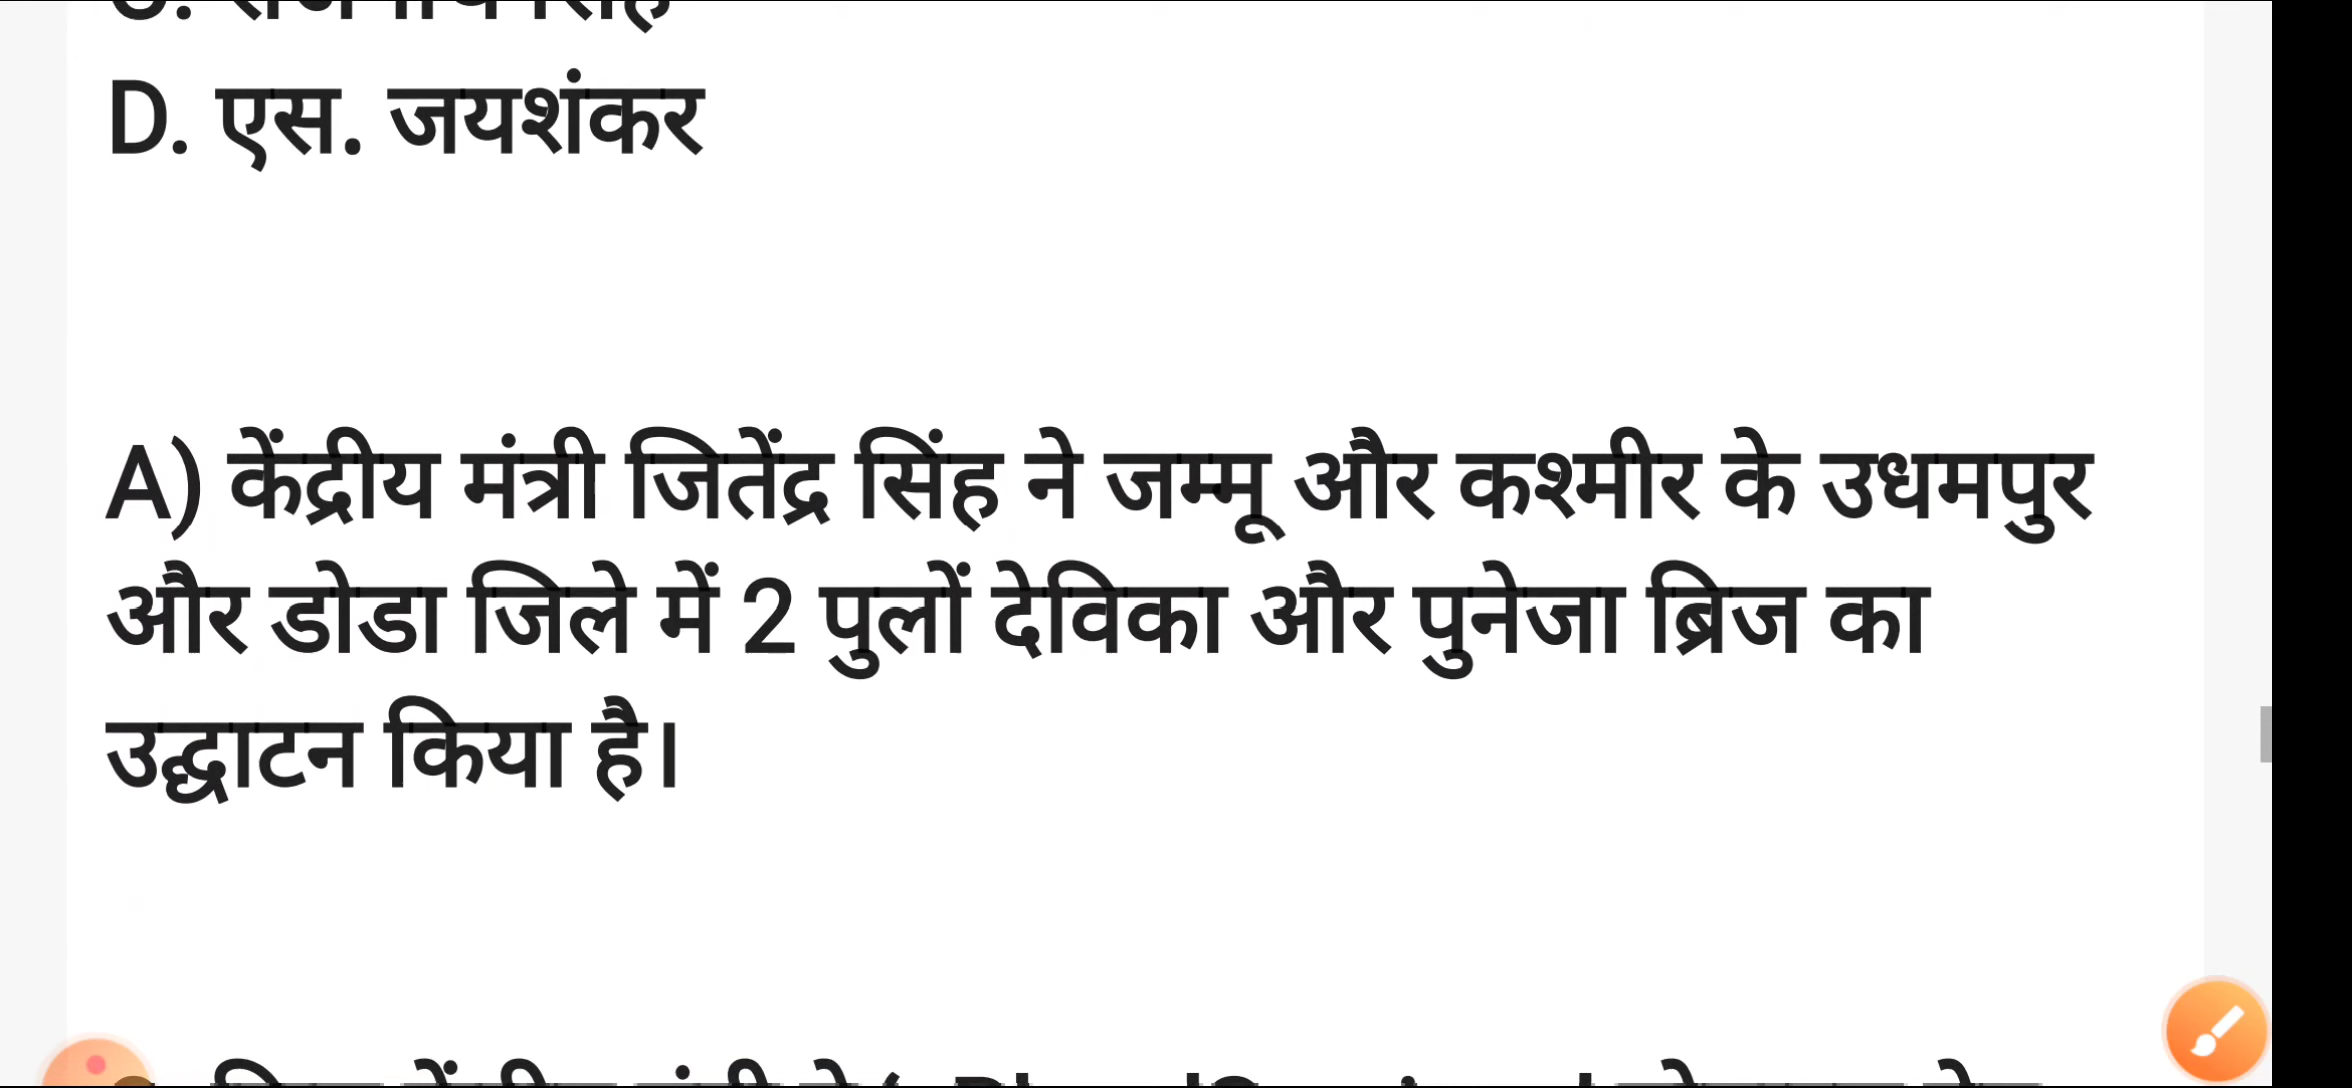 D. एस. जयशंकर
A) केंद्रीय मंत्री जितेंद्र सिंह ने जम्मू और कश्मीर के उधमपुर
और डोडा जिले में 2 पुलों देविका और पुनेजा ब्रिज का
उद्घाटन किया है।